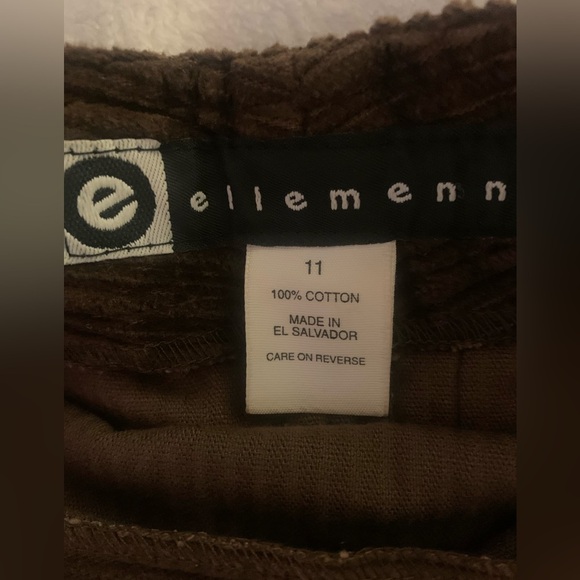 e ellemenn
11
100% COTTON
MADE IN
EL SALVADOR
CARE ON REVERSE